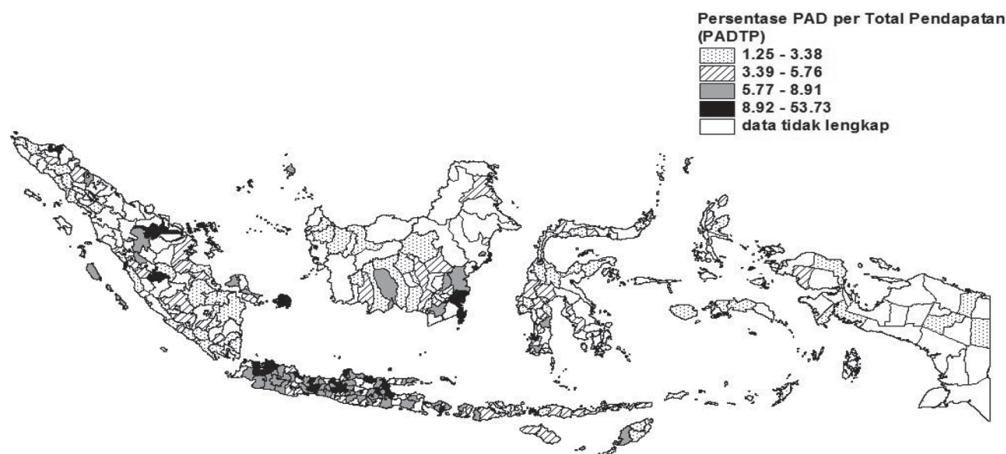 Persentase PAD per Total Pendapatan
(PADTP)
1.25 - 3.38
3.39 - 5.76
5.77 - 8.91
8.92 - 53.73
data tidak lengkap